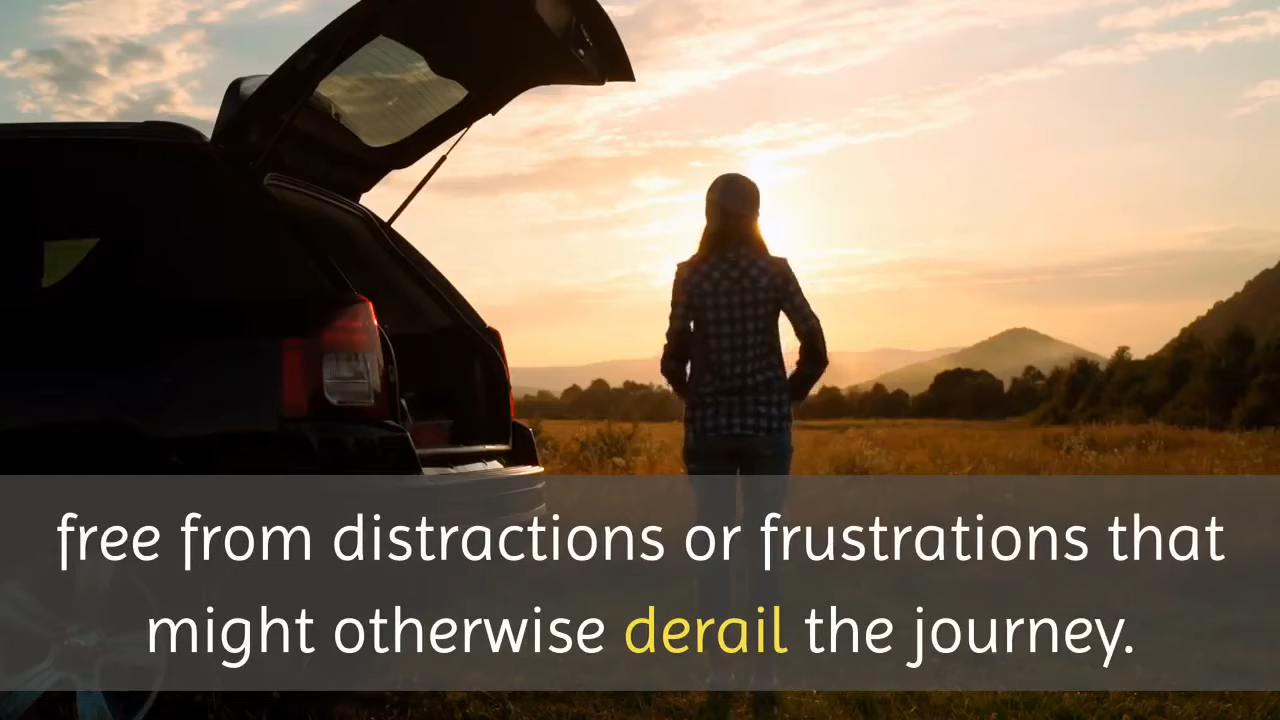 free from distractions or frustrations that
might otherwise derail the journey.